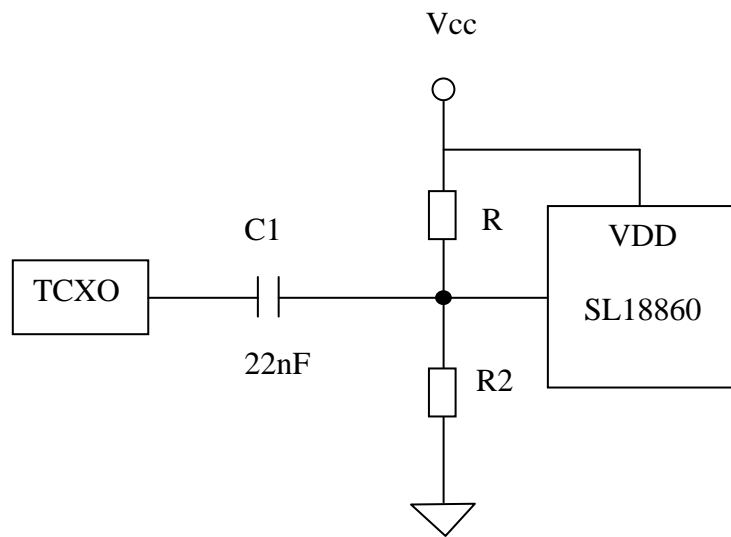 Vcc
C1
R
VDD
TCXO
SL18860
22nF
R2